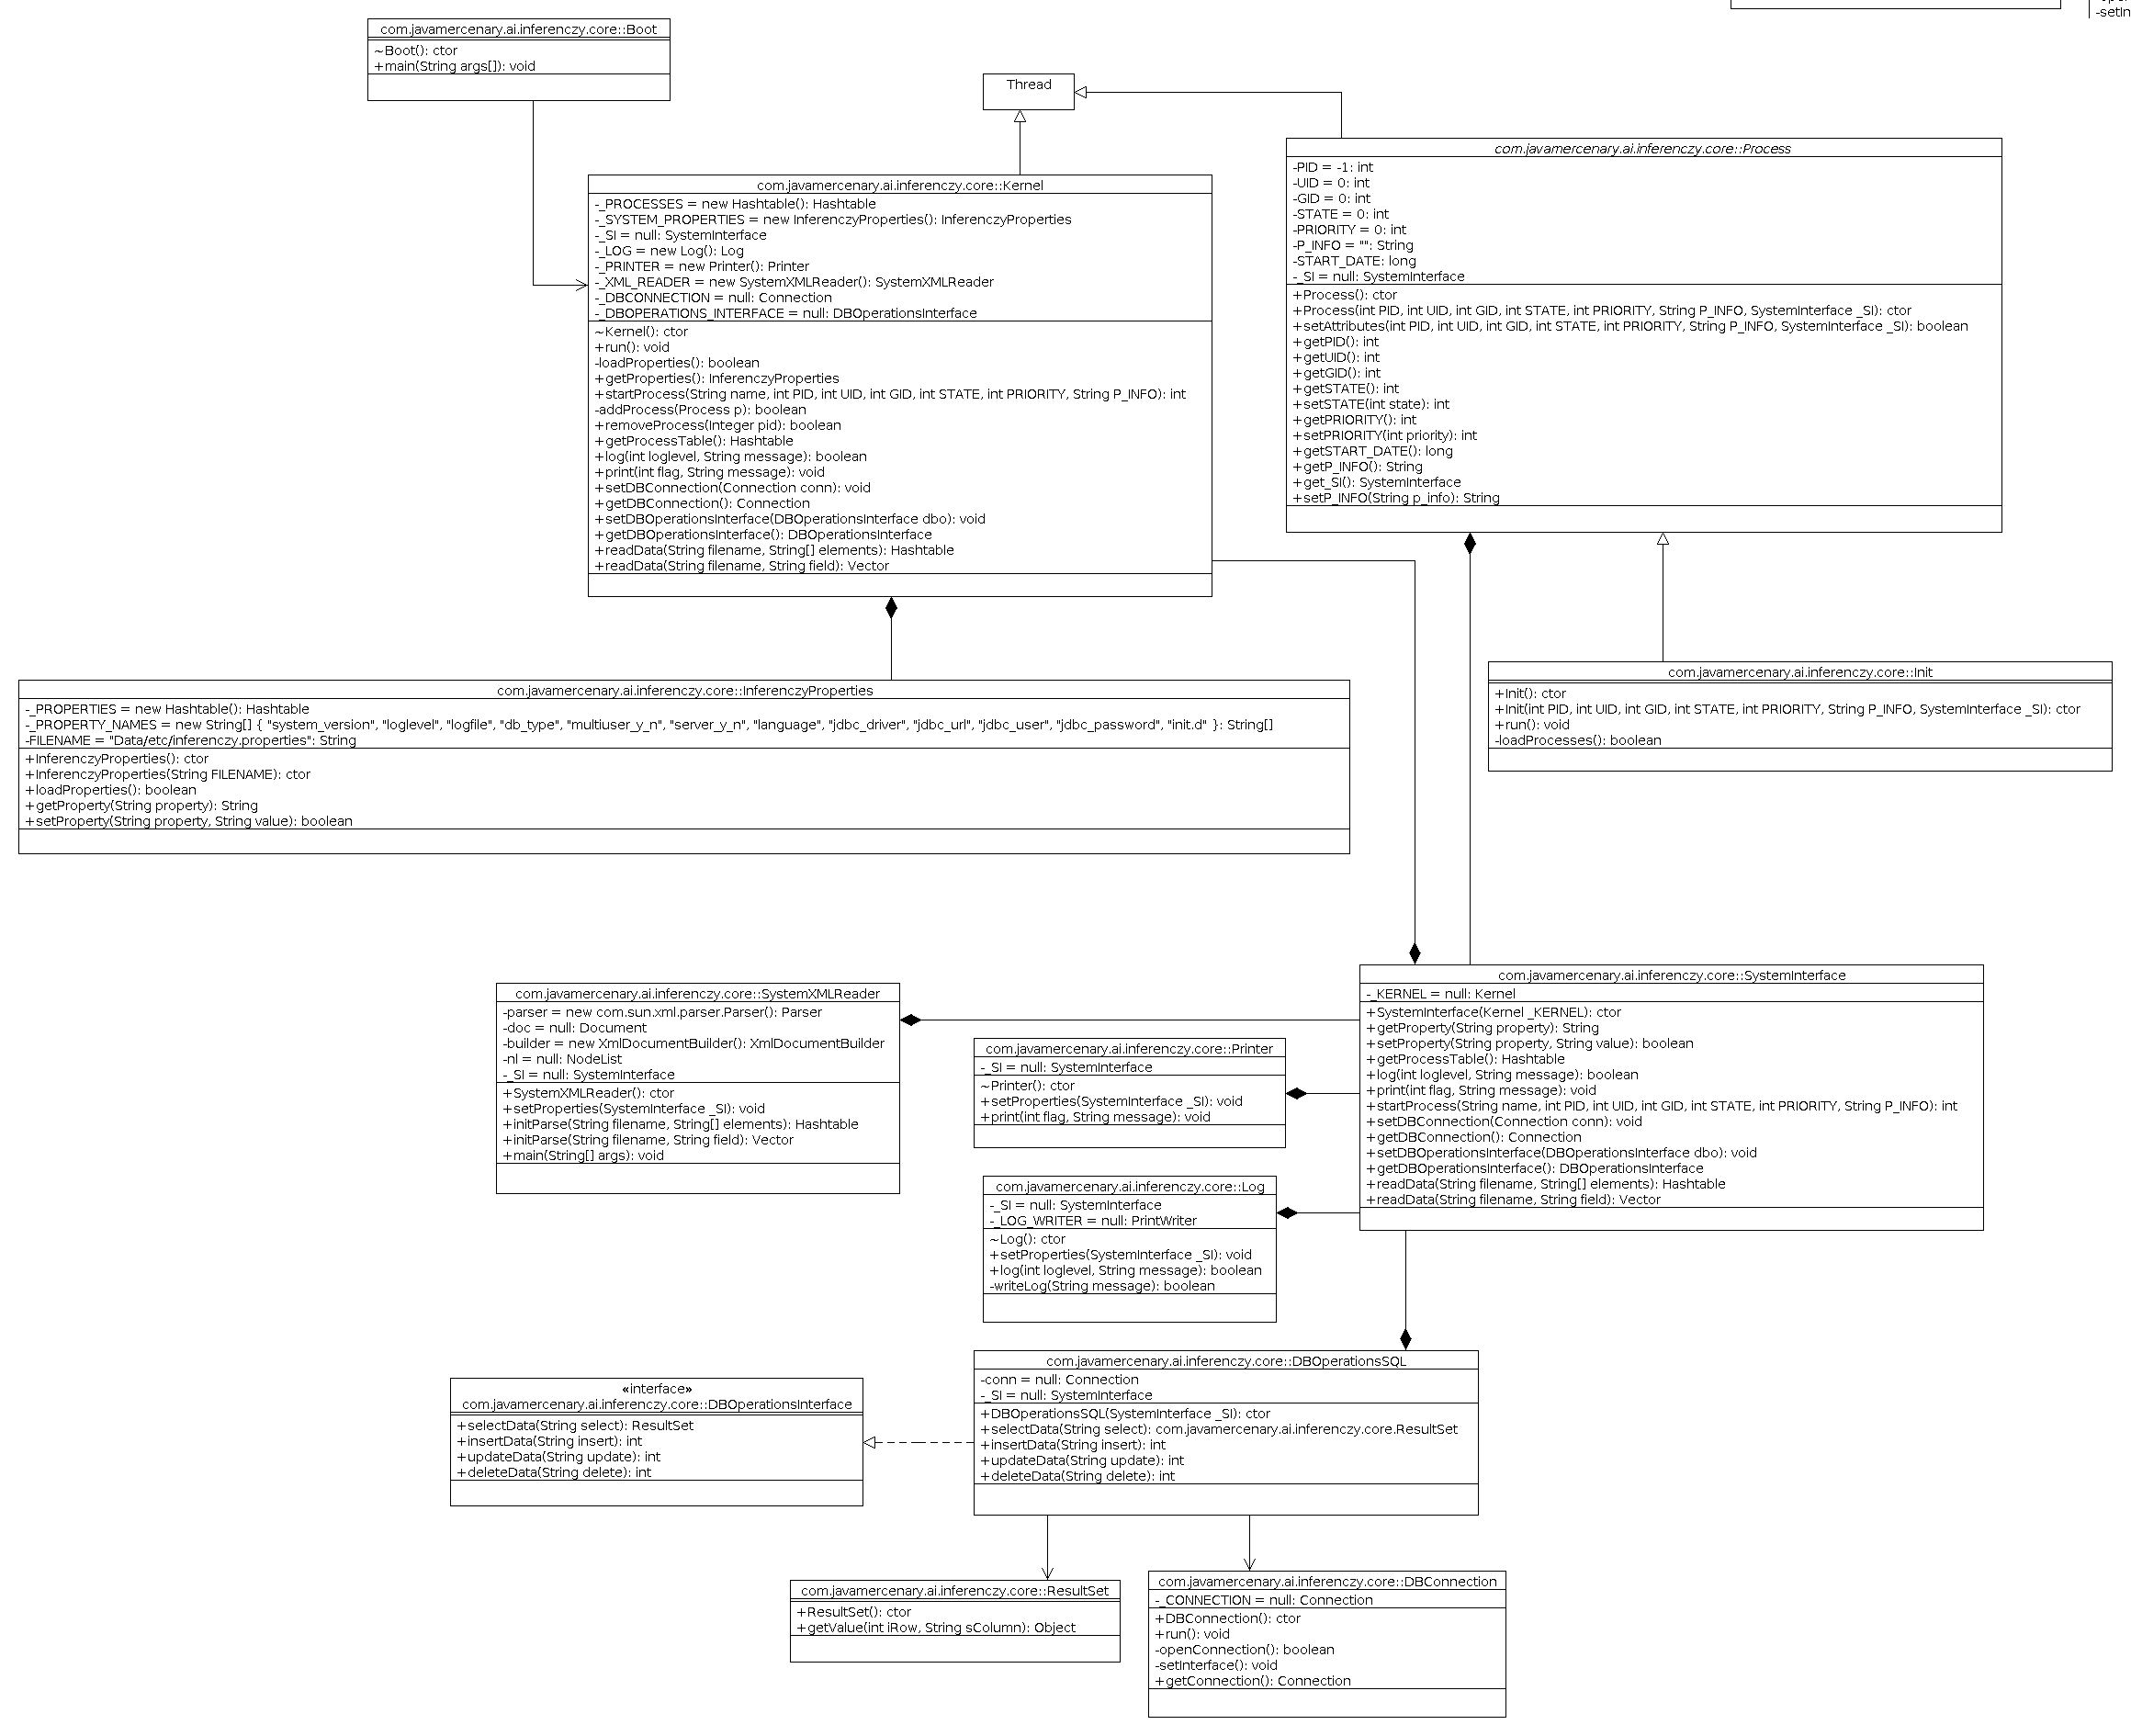 -setIn
com.javamercenary.ai.inferenczy.core::Boot
~Boot(): ctor
+main(String args[]): void
Thread
com.javamercenary.ai.inferenczy.core::Kernel
-_PROCESSES = new Hashtable(): Hashtable
-_SYSTEM_PROPERTIES = new InferenczyProperties(): InferenczyProperties
-_SI = null: SystemInterface
-_LOG = new Log(): Log
-_PRINTER = new Printer(): Printer
-_XML_READER = new SystemXMLReader(): SystemXMLReader
-_DBCONNECTION = null: Connection
-_DBOPERATIONS_INTERFACE = null: DBOperationsInterface
~Kernel(): ctor
+run(): void
-loadProperties(): boolean
+getProperties(): InferenczyProperties
+startProcess(String name, int PID, int UID, int GID, int STATE, int PRIORITY, String P_INFO): int
-addProcess(Process p): boolean
+removeProcess(Integer pid): boolean
+getProcessTable(): Hashtable
+log(int loglevel, String message): boolean
+print(int flag, String message): void
+setDBConnection(Connection conn): void
+getDBConnection(): Connection
+setDBOperationsInterface(DBOperationsInterface dbo): void
+getDBOperationsInterface(): DBOperationsInterface
+readData(String filename, String[] elements): Hashtable
+readData(String filename, String field): Vector
com.javamercenary.ai.inferenczy.core::Process
-PID = -1: int
-UID = 0: int
-GID = 0: int
-STATE = 0: int
-PRIORITY = 0: int
-P_INFO = "": String
-START_DATE: long
-_SI = null: SystemInterface
+Process(): ctor
+Process(int PID, int UID, int GID, int STATE, int PRIORITY, String P_INFO, SystemInterface _SI): ctor
+setAttributes(int PID, int UID, int GID, int STATE, int PRIORITY, String P_INFO, SystemInterface _SI): boolean
+getPID(): int
+getUID(): int
+getGID(): int
+getSTATE(): int
+setSTATE(int state): int
+getPRIORITY(): int
+setPRIORITY(int priority): int
+getSTART_DATE(): long
+getP_INFO(): String
+get_SI(): SystemInterface
+setP_INFO(String p_info): String
com.javamercenary.ai.inferenczy.core::Init
+Init(): ctor
+Init(int PID, int UID, int GID, int STATE, int PRIORITY, String P_INFO, SystemInterface _SI): ctor
+run(): void
-loadProcesses(): boolean
com.javamercenary.ai.inferenczy.core::InferenczyProperties
-_PROPERTIES = new Hashtable(): Hashtable
-_PROPERTY_NAMES = new String[] { "system_version", "loglevel", "logfile", "db_type", "multiuser_y_n", "server_y_n", "language", "jdbc_driver", "jdbc_url", "jdbc_user", "jdbc_password", "init.d" }: String[]
-FILENAME = "Data/etc/inferenczy.properties": String
+InferenczyProperties(): ctor
+InferenczyProperties(String FILENAME): ctor
+loadProperties(): boolean
+getProperty(String property): String
+setProperty(String property, String value): boolean
com.javamercenary.ai.inferenczy.core::SystemInterface
-_KERNEL = null: Kernel
+SystemInterface(Kernel _KERNEL): ctor
+getProperty(String property): String
+setProperty(String property, String value): boolean
+getProcessTable(): Hashtable
+log(int loglevel, String message): boolean
+print(int flag, String message): void
+startProcess(String name, int PID, int UID, int GID, int STATE, int PRIORITY, String P_INFO): int
+setDBConnection(Connection conn): void
+getDBConnection(): Connection
+setDBOperationsInterface(DBOperationsInterface dbo): void
+getDBOperationsInterface(): DBOperationsInterface
+readData(String filename, String[] elements): Hashtable
+readData(String filename, String field): Vector
com.javamercenary.ai.inferenczy.core::SystemXMLReader
-parser = new com.sun.xml.parser.Parser(): Parser
-doc = null: Document
-builder = new XmlDocumentBuilder(): XmlDocumentBuilder
-nl = null: NodeList
-_SI = null: SystemInterface
+SystemXMLReader(): ctor
+setProperties(SystemInterface _SI): void
+initParse(String filename, String[] elements): Hashtable
+initParse(String filename, String field): Vector
+main(String[] args): void
com.javamercenary.ai.inferenczy.core::Printer
-_SI = null: SystemInterface
~Printer(): ctor
+setProperties(SystemInterface _SI): void
+print(int flag, String message): void
com.javamercenary.ai.inferenczy.core::Log
-_SI = null: SystemInterface
-_LOG_WRITER = null: PrintWriter
~Log(): ctor
+setProperties(SystemInterface _SI): void
+log(int loglevel, String message): boolean
-writeLog(String message): boolean
com.javamercenary.ai.inferenczy.core::DBOperationsSQL
-conn = null: Connection
-_SI = null: SystemInterface
+DBOperationsSQL(SystemInterface _SI): ctor
+selectData(String select): com.javamercenary.ai.inferenczy.core.ResultSet
+insertData(String insert): int
+updateData(String update): int
+deleteData(String delete): int
«interface»
com.javamercenary.ai.inferenczy.core::DBOperationsInterface
+selectData(String select): ResultSet
+insertData(String insert): int
+updateData(String update): int
+deleteData(String delete): int
com.javamercenary.ai.inferenczy.core::ResultSet
+ResultSet(): ctor
+getValue(int iRow, String sColumn): Object
com.javamercenary.ai.inferenczy.core::DBConnection
-_CONNECTION = null: Connection
+DBConnection(): ctor
+run(): void
-openConnection(): boolean
-setInterface(): void
+getConnection(): Connection